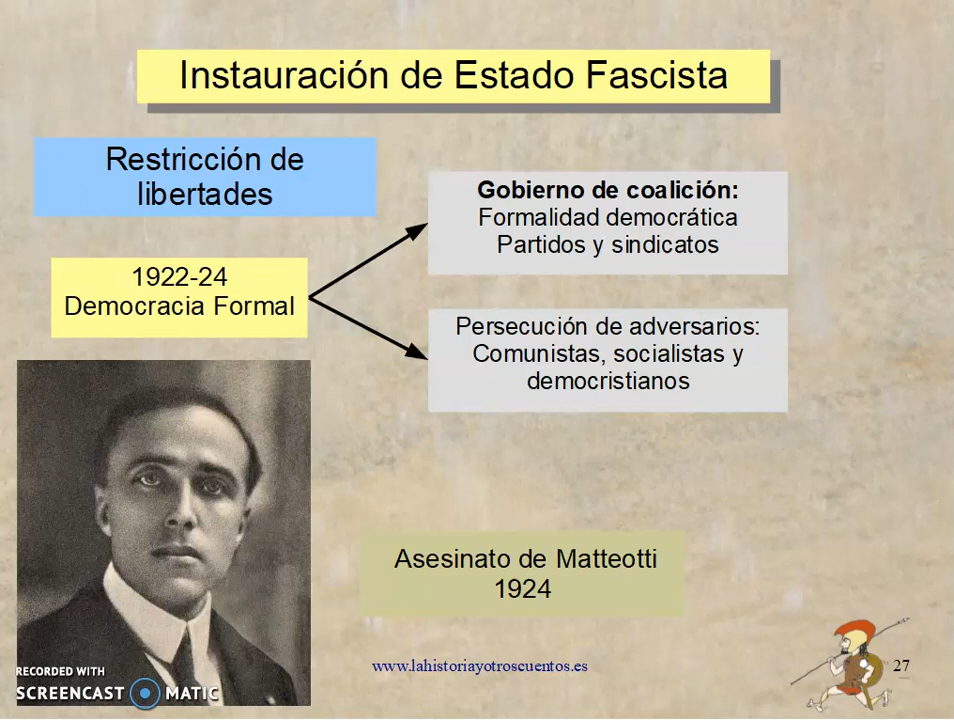 Instauración de Estado Fascista
Restricción de
libertades
Gobierno de coalición:
Formalidad democrática
Partidos y sindicatos
1922-24
Democracia Formal
Persecución de adversarios:
Comunistas, socialistas y
democristianos
Asesinato de Matteotti
1924
www.lahistoriayotroscuentos.es
27
RECORDED WITH
SCREENCAST MATIC